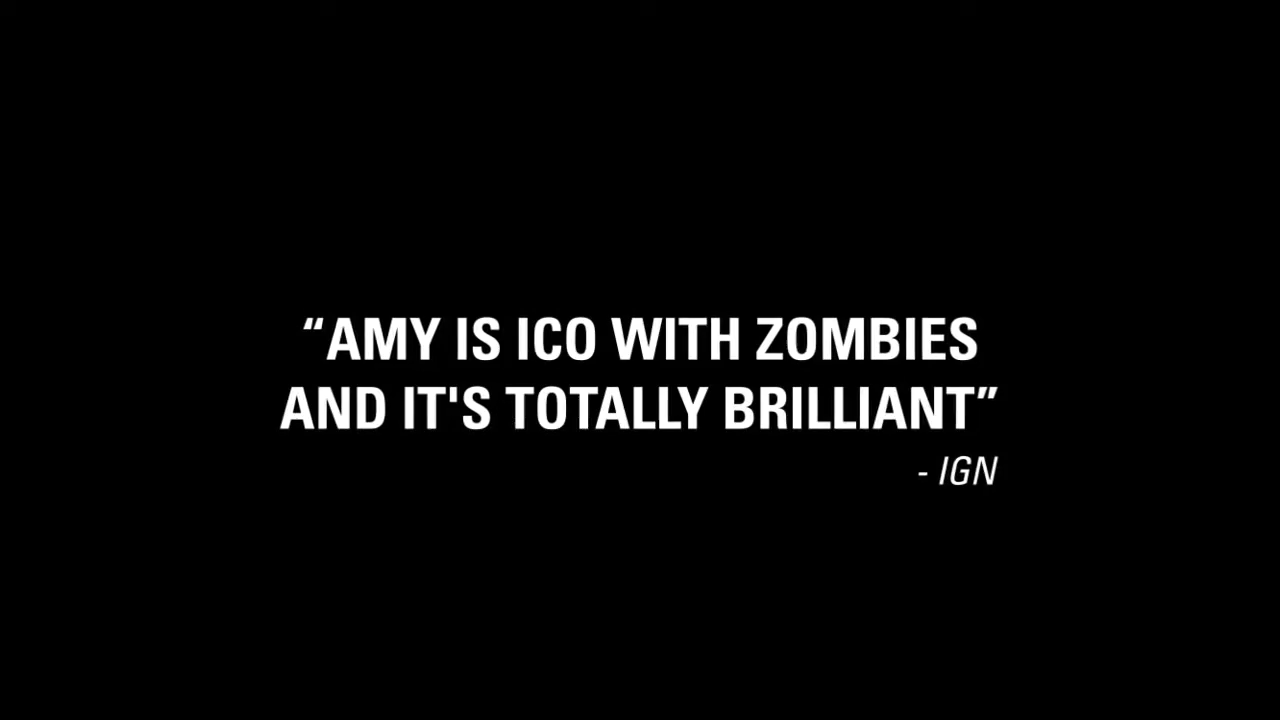 “AMY IS ICO WITH ZOMBIES
AND IT'S TOTALLY BRILLIANT”
- IGN